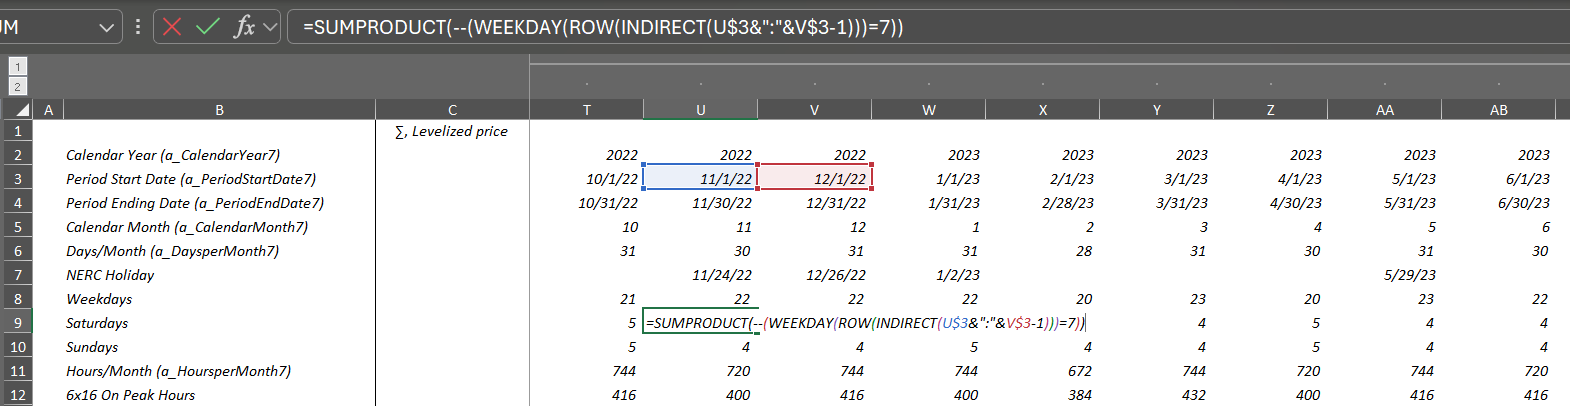 JM =SUMPRODUCT(--(WEEKDAY(ROW(INDIRECT(U$3&":"&V$3-1)))=7))
1
2
A B C T U V W X Y Z AA AB
1 ∑, Levelized price
2 Calendar Year (a_CalendarYear7) 2022 2022 2022 2023 2023 2023 2023 2023 2023
3 Period Start Date (a_PeriodStartDate7) 10/1/22 11/1/22 12/1/22 1/1/23 2/1/23 3/1/23 4/1/23 5/1/23 6/1/23
4 Period Ending Date (a_PeriodEndDate7) 10/31/22 11/30/22 12/31/22 1/31/23 2/28/23 3/31/23 4/30/23 5/31/23 6/30/23
5 Calendar Month (a_CalendarMonth7) 10 11 12 1 2 3 4 5 6
6 Days/Month (a_DaysperMonth7) 31 30 31 31 28 31 30 31 30
7 NERC Holiday 11/24/22 12/26/22 1/2/23 5/29/23
8 Weekdays 21 22 22 22 20 23 20 23 22
9 Saturdays 5 =SUMPRODUCT(--(WEEKDAY(ROW(INDIRECT(U$3&":"&V$3-1)))=7)) 4 5 4 4
10 Sundays 5 4 4 5 4 4 5 4 4
11 Hours/Month (a_HoursperMonth7) 744 720 744 744 672 744 720 744 720
12 6x16 On Peak Hours 416 400 416 400 384 432 400 416 416